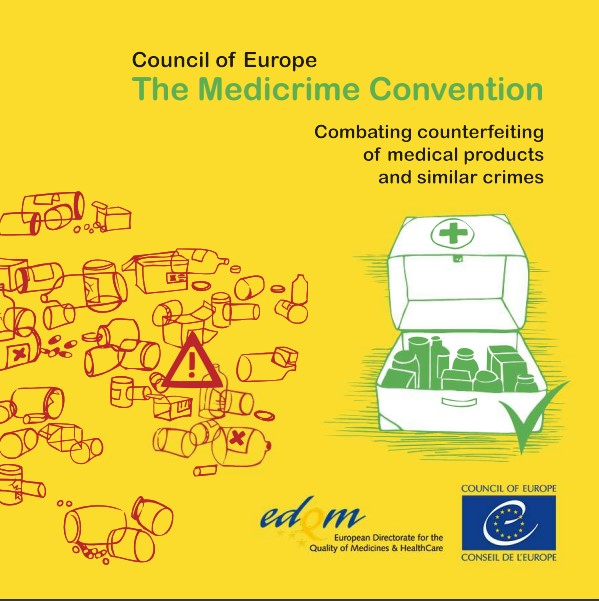 Council of Europe
The Medicrime Convention
Combating counterfeiting
of medical products
and similar crimes
edQm
European Directorate for the
Quality of Medicines & HealthCare
COUNCIL OF EUROPE
CONSEIL DE L'EUROPE